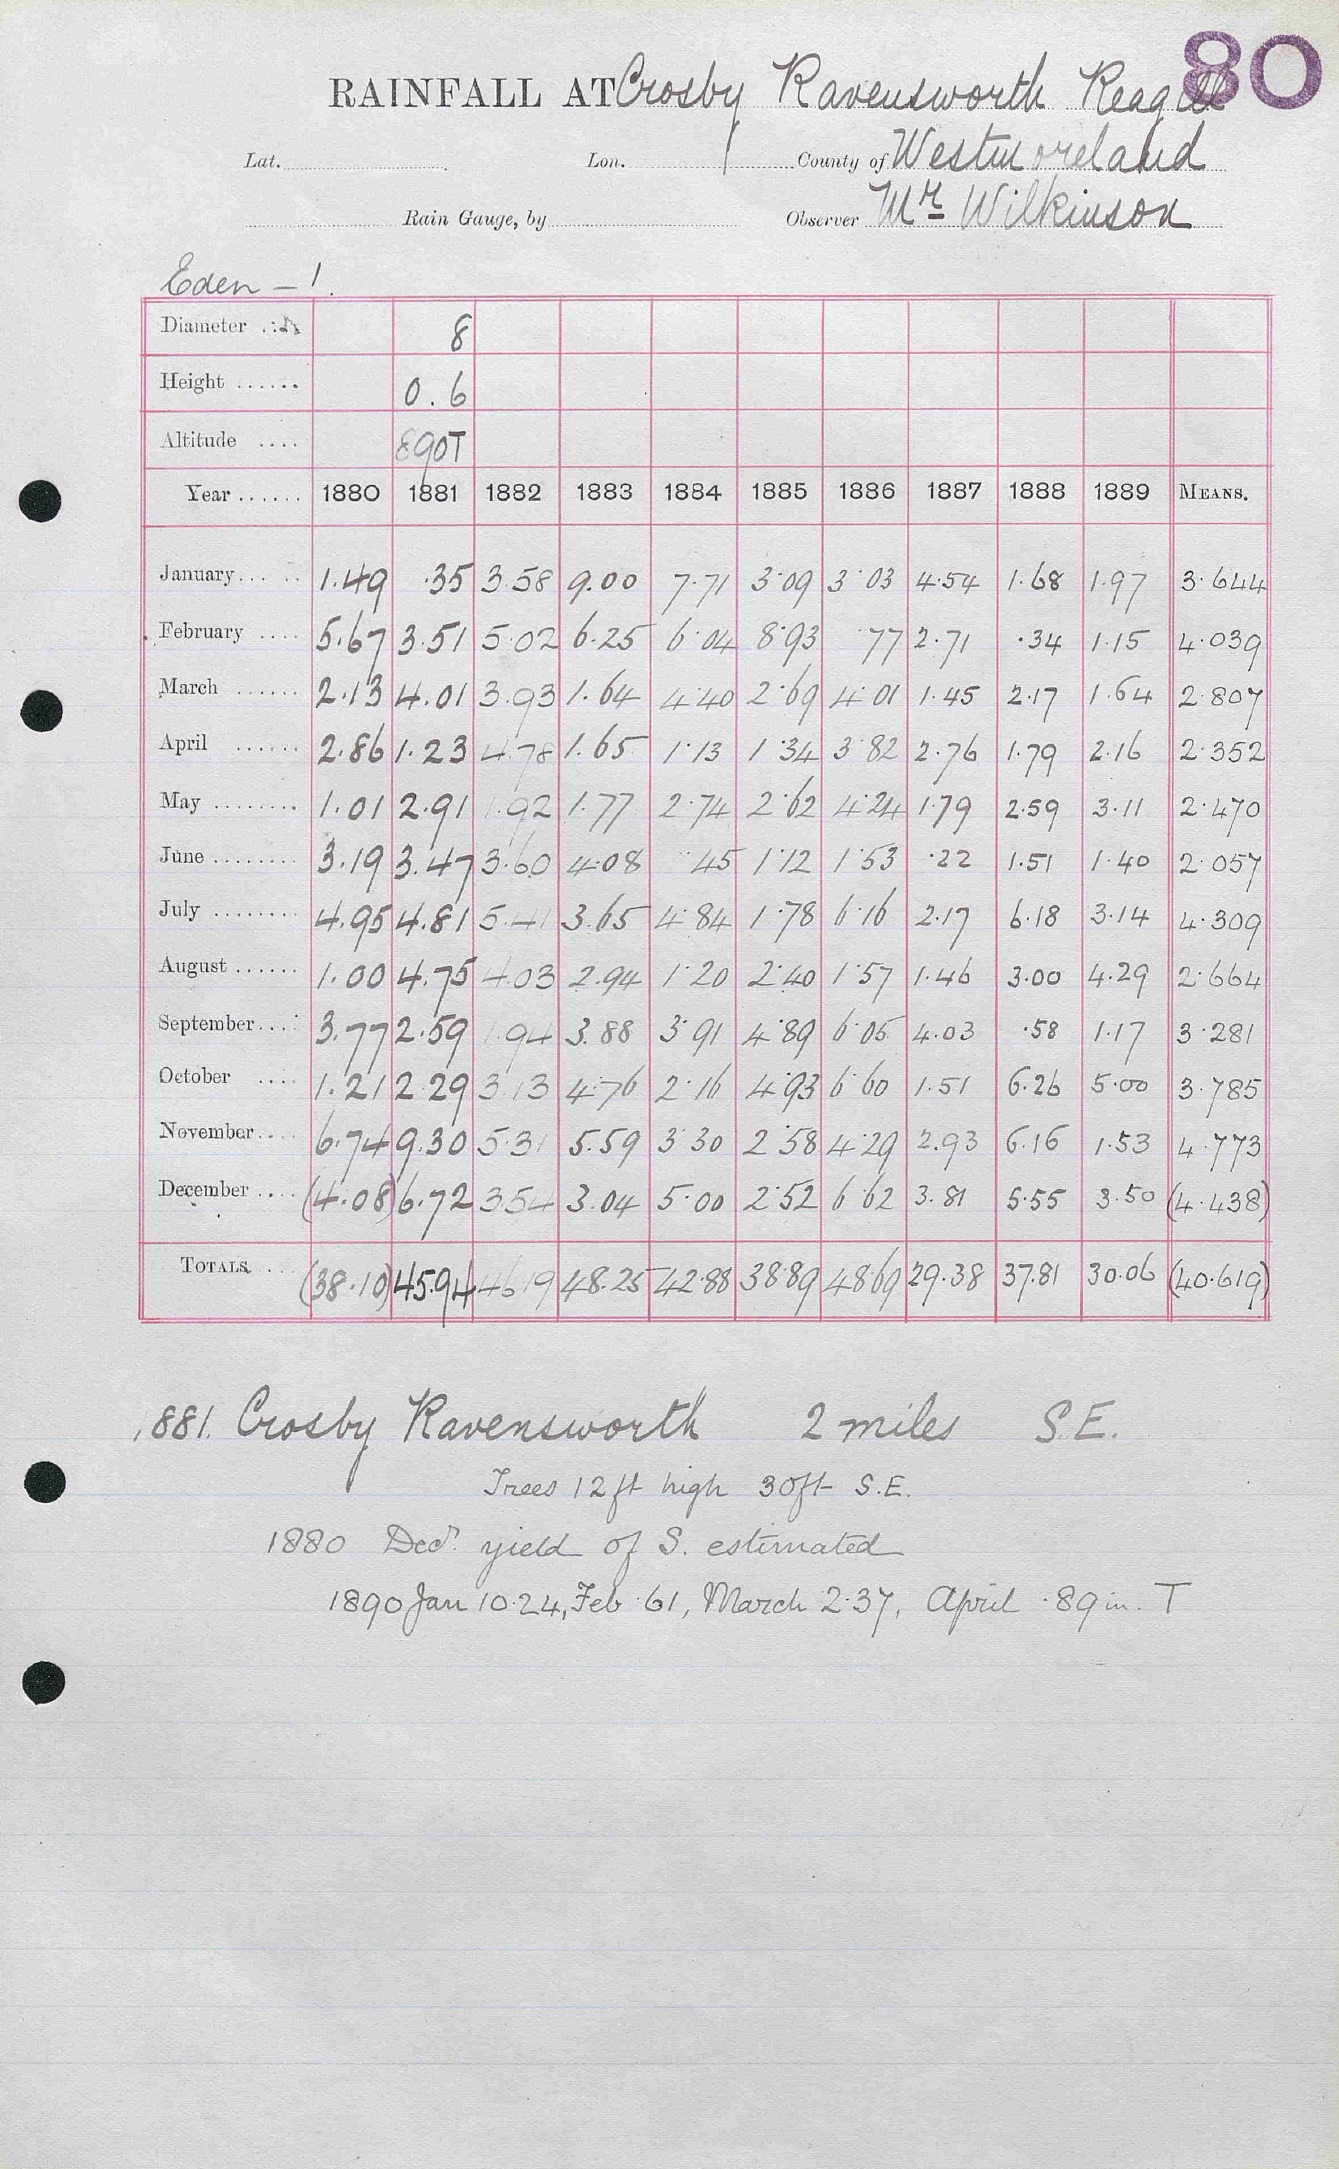 80
RAINFALL AT Crosby Ravensworth Reagill
Lat. Lon. County of Westmoreland
Rain Gauge, by Observer Mr Wilkinson
Eden - 1.
Diameter 8
Height ...... 0.6
Altitude .... 890T
Year ...... 1880 1881 1882 1883 1884 1885 1886 1887 1888 1889 MEANS.
January.... 1.49 .35 3.58 9.00 7.71 3.09 3.03 4.54 1.68 1.97 3.644
February .... 5.67 3.51 5.02 6.25 6.04 8.93 .77 2.71 .34 1.15 4.039
March ...... 2.13 4.01 3.93 1.64 4.40 2.69 4.01 1.45 2.17 1.64 2.807
April ...... 2.86 1.23 4.78 1.65 1.13 1.34 3.82 2.76 1.79 2.16 2.352
May ........ 1.01 2.91 1.92 1.77 2.74 2.62 4.24 1.79 2.59 3.11 2.470
June ........ 3.19 3.47 3.60 4.08 .45 1.12 1.53 .22 1.51 1.40 2.057
July ........ 4.95 4.81 5.41 3.65 4.84 1.78 6.16 2.17 6.18 3.14 4.309
August ...... 1.00 4.75 4.03 2.94 1.20 2.40 1.57 1.46 3.00 4.29 2.664
September.... 3.77 2.59 1.94 3.88 3.91 4.89 6.05 4.03 .58 1.17 3.281
October .... 1.21 2.29 3.13 4.76 2.16 4.93 6.60 1.51 6.26 5.00 3.785
November.... 6.74 9.30 5.31 5.59 3.30 2.58 4.29 2.93 6.16 1.53 4.773
December .... (4.08) 6.72 3.54 3.04 5.00 2.52 6.62 3.81 5.55 3.50 (4.438)
TOTALS ... (38.10) 45.94 46.19 48.25 42.88 38.89 48.69 29.38 37.81 30.06 (40.619)
1881. Crosby Ravensworth 2 miles S.E.
Trees 12 ft high 30ft S.E.
1880 Decr. yield of S. estimated
1890 Jan 10.24, Feb .61, March 2.37, April .89 in. T